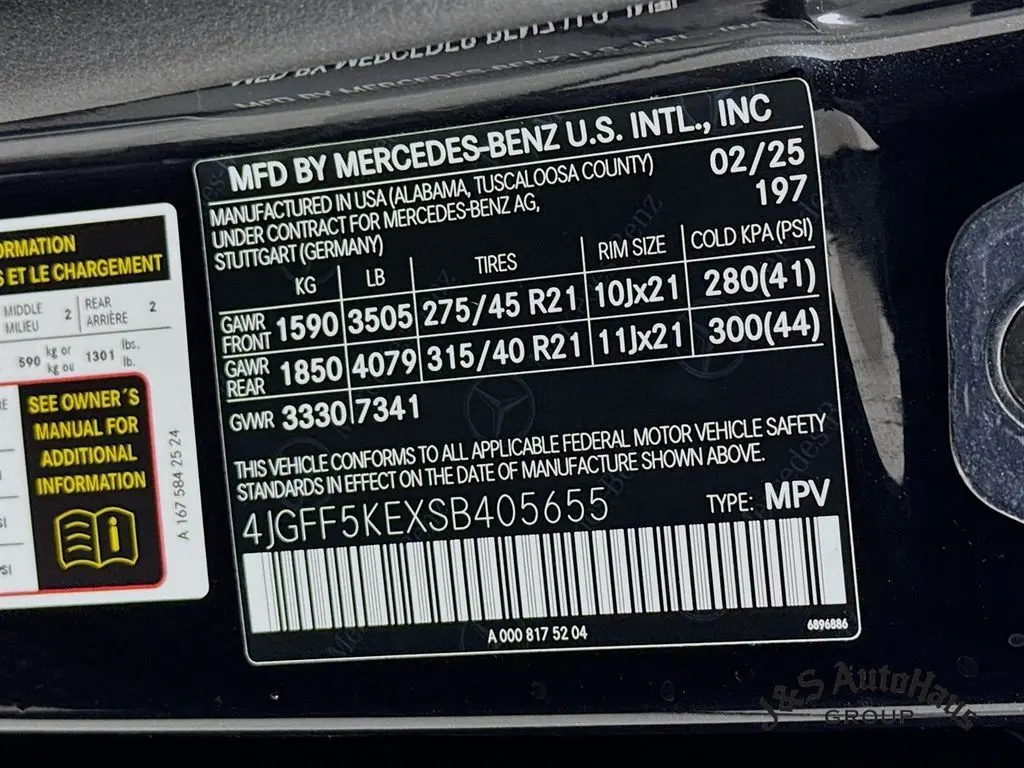 MFD BY MERCEDES-BENZ U.S. INTL., INC
MANUFACTURED IN USA (ALABAMA, TUSCALOOSA COUNTY)
UNDER CONTRACT FOR MERCEDES-BENZ AG,
STUTTGART (GERMANY)
02/25
197
KG LB TIRES RIM SIZE COLD KPA (PSI)
GAWR FRONT 1590 3505 275/45 R21 10Jx21 280(41)
GAWR REAR 1850 4079 315/40 R21 11Jx21 300(44)
GVWR 3330 7341
THIS VEHICLE CONFORMS TO ALL APPLICABLE FEDERAL MOTOR VEHICLE SAFETY
STANDARDS IN EFFECT ON THE DATE OF MANUFACTURE SHOWN ABOVE.
4JGFF5KEXSB405655 TYPE: MPV
A 000 817 52 04
6896886
ET LE CHARGEMENT
MIDDLE 2 REAR 2
MILIEU ARRIÈRE
590 kg or 1301 lbs.
kg ou lb.
SEE OWNER´S
MANUAL FOR
ADDITIONAL
INFORMATION
A 167 584 25 24
J&S AutoHaus
GROUP